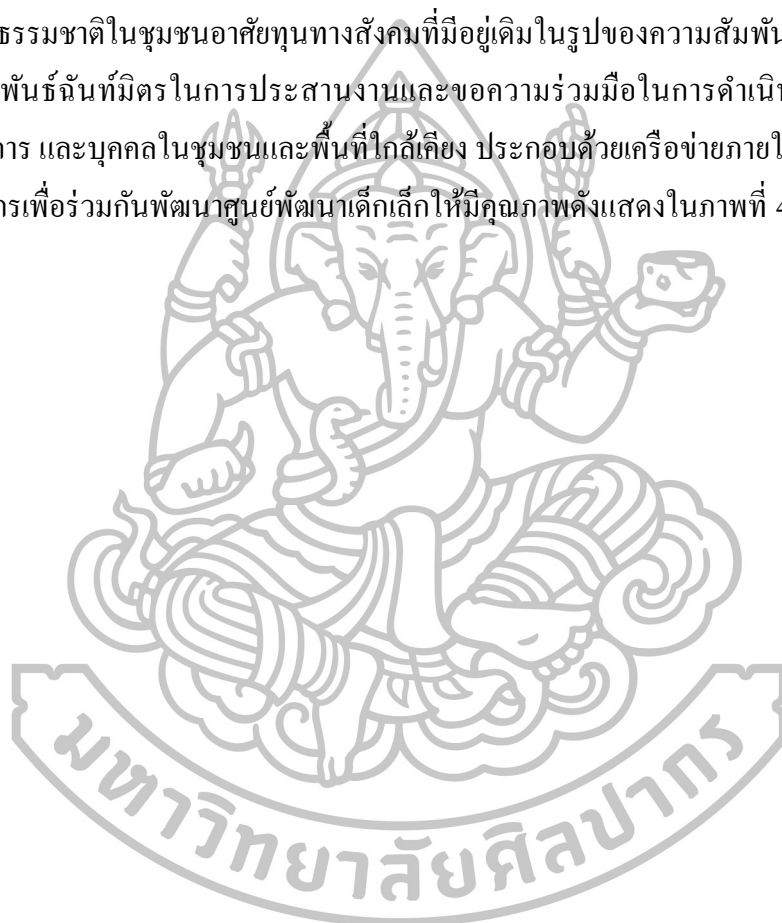 ธรรมชาติในชุมชนอาศัยทุนทางสังคมที่มีอยู่เดิมในรูปของความสัมพัน
พันธ์ฉันท์มิตรในการประสานงานและขอความร่วมมือในการดำเนิน
การ และบุคคลในชุมชนและพื้นที่ใกล้เคียง ประกอบด้วยเครือข่ายภายใ
กรเพื่อร่วมกันพัฒนาศูนย์พัฒนาเด็กเล็กให้มีคุณภาพดังแสดงในภาพที่ 4
มหาวิทยาลัยศิลปากร